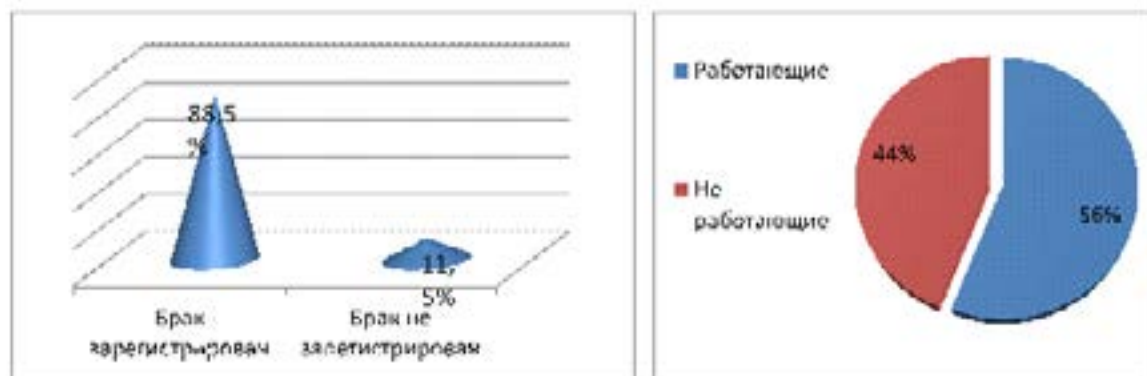 88,5
%
11,
5%
Брак
зарегистрирован
Брак не
зарегистрирован
Работающие
Не
работающие
44%
56%